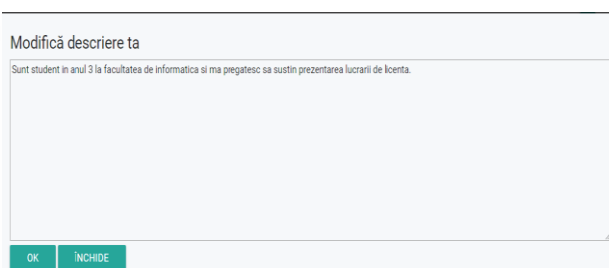 Modifică descriere ta
Sunt student in anul 3 la facultatea de informatica si ma pregatesc sa sustin prezentarea lucrarii de licenta.
OK ÎNCHIDE